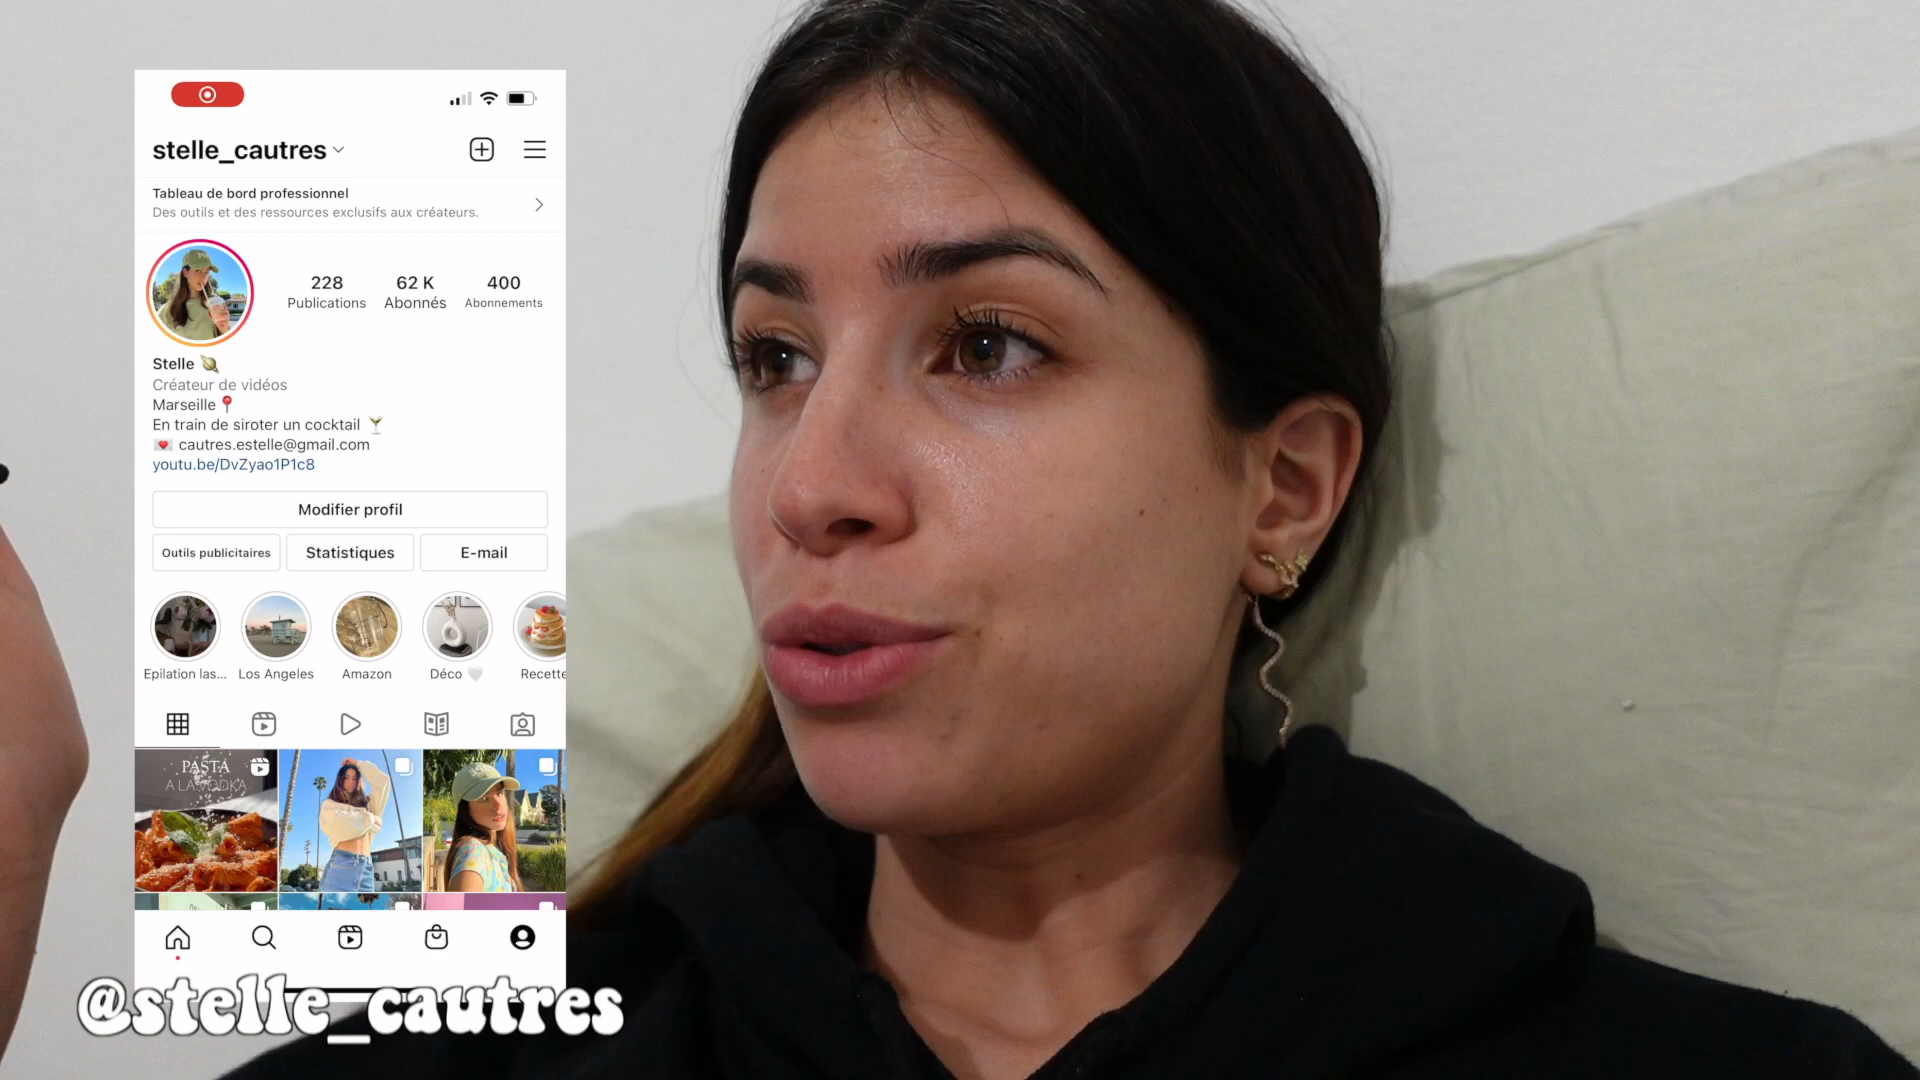 stelle_cautres
Tableau de bord professionnel
Des outils et des ressources exclusifs aux créateurs.
228
Publications
62 K
Abonnés
400
Abonnements
Stelle 🪐
Créateur de vidéos
Marseille 📍
En train de siroter un cocktail 🍸
💌 cautres.estelle@gmail.com
youtu.be/DvZyao1P1c8
Modifier profil
Outils publicitaires
Statistiques
E-mail
Epilation las...
Los Angeles
Amazon
Déco 🤍
Recette
PASTA
A LA VODKA
@stelle_cautres